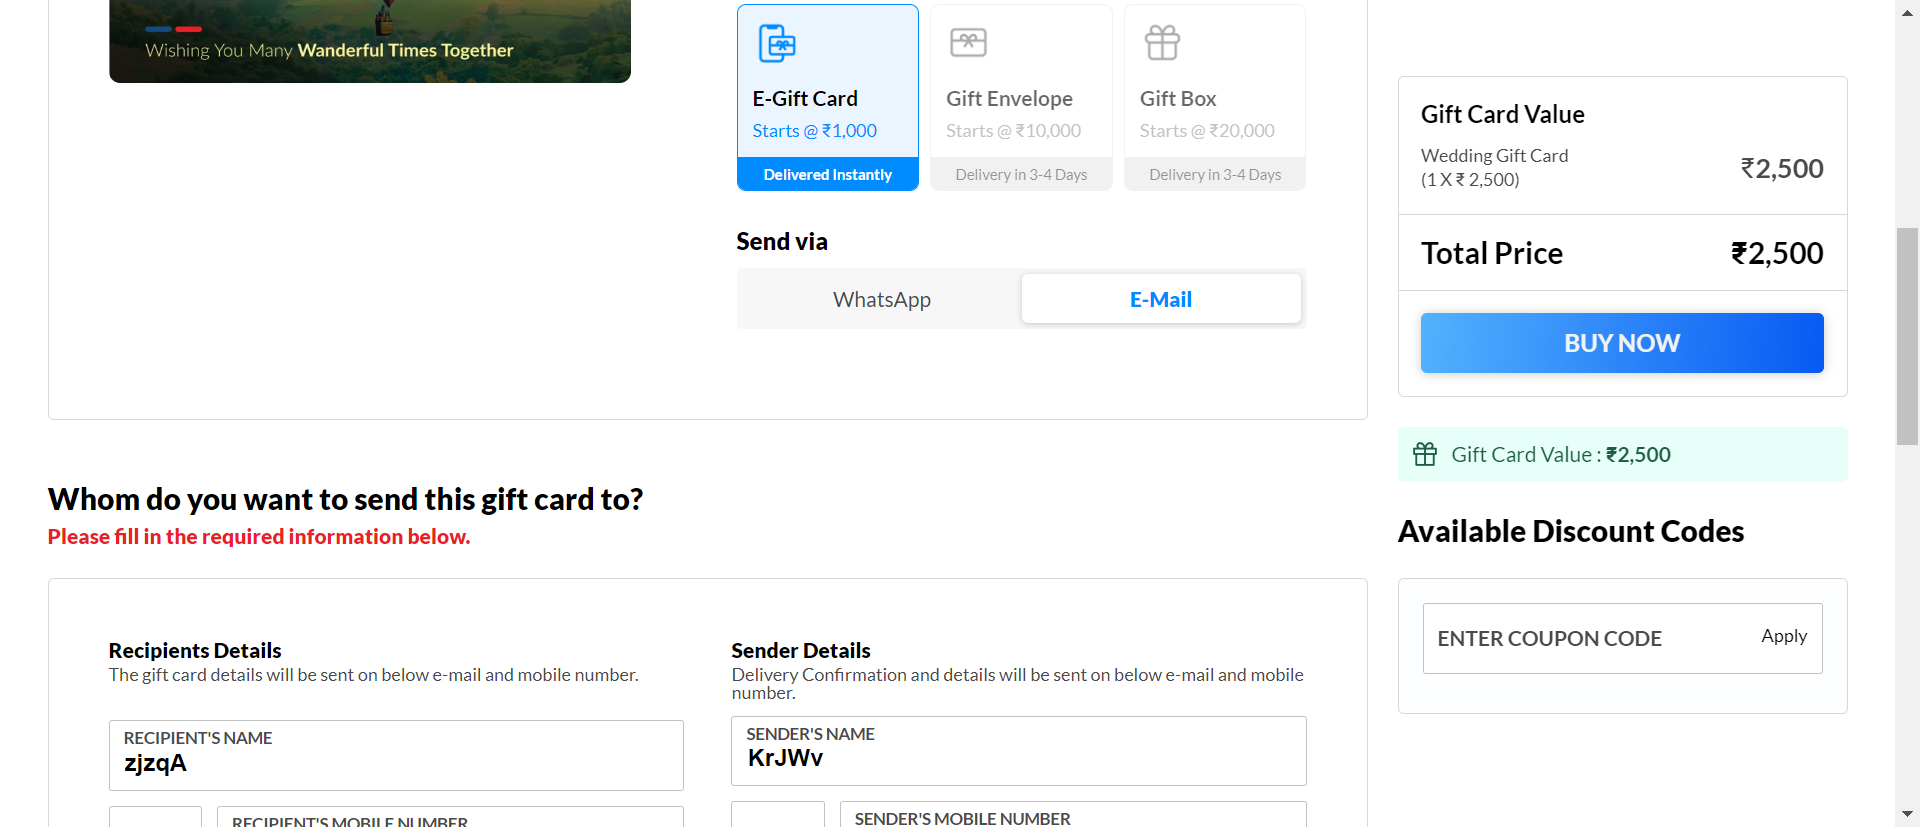 Wishing You Many Wanderful Times Together
E-Gift Card
Starts @ ₹1,000
Delivered Instantly
Gift Envelope
Starts @ ₹10,000
Delivery in 3-4 Days
Gift Box
Starts @ ₹20,000
Delivery in 3-4 Days
Send via
WhatsApp
E-Mail
Whom do you want to send this gift card to?
Please fill in the required information below.
Recipients Details
The gift card details will be sent on below e-mail and mobile number.
RECIPIENT'S NAME
zjzqA
RECIPIENT'S MOBILE NUMBER
Sender Details
Delivery Confirmation and details will be sent on below e-mail and mobile
number.
SENDER'S NAME
KrJWv
SENDER'S MOBILE NUMBER
Gift Card Value
Wedding Gift Card
(1 X ₹ 2,500)
₹2,500
Total Price
₹2,500
BUY NOW
Gift Card Value : ₹2,500
Available Discount Codes
ENTER COUPON CODE
Apply